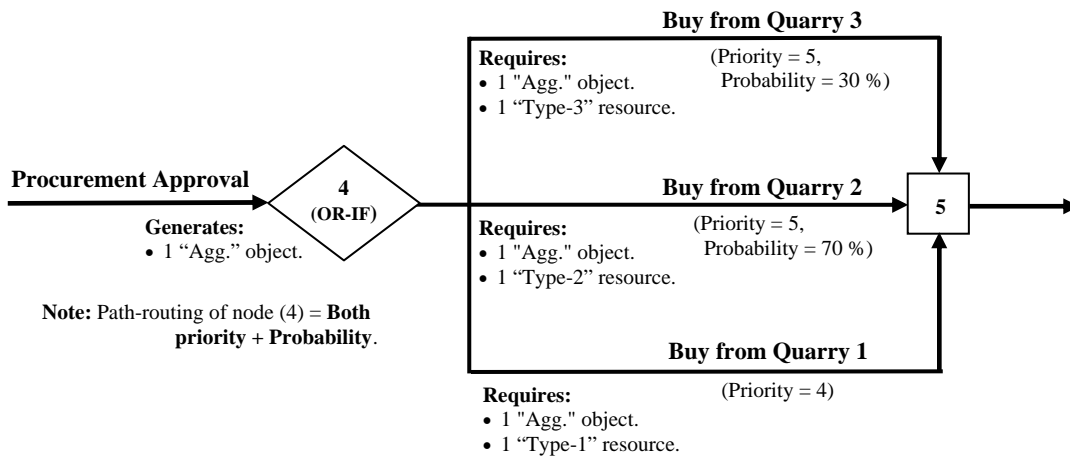 Buy from Quarry 3
Requires:
• 1 "Agg." object.
• 1 “Type-3” resource.
(Priority = 5,
Probability = 30 %)
Procurement Approval
Generates:
• 1 “Agg.” object.
4
(OR-IF)
Buy from Quarry 2
Requires:
• 1 "Agg." object.
• 1 “Type-2” resource.
(Priority = 5,
Probability = 70 %)
5
Note: Path-routing of node (4) = Both
priority + Probability.
Buy from Quarry 1
Requires:
• 1 "Agg." object.
• 1 “Type-1” resource.
(Priority = 4)